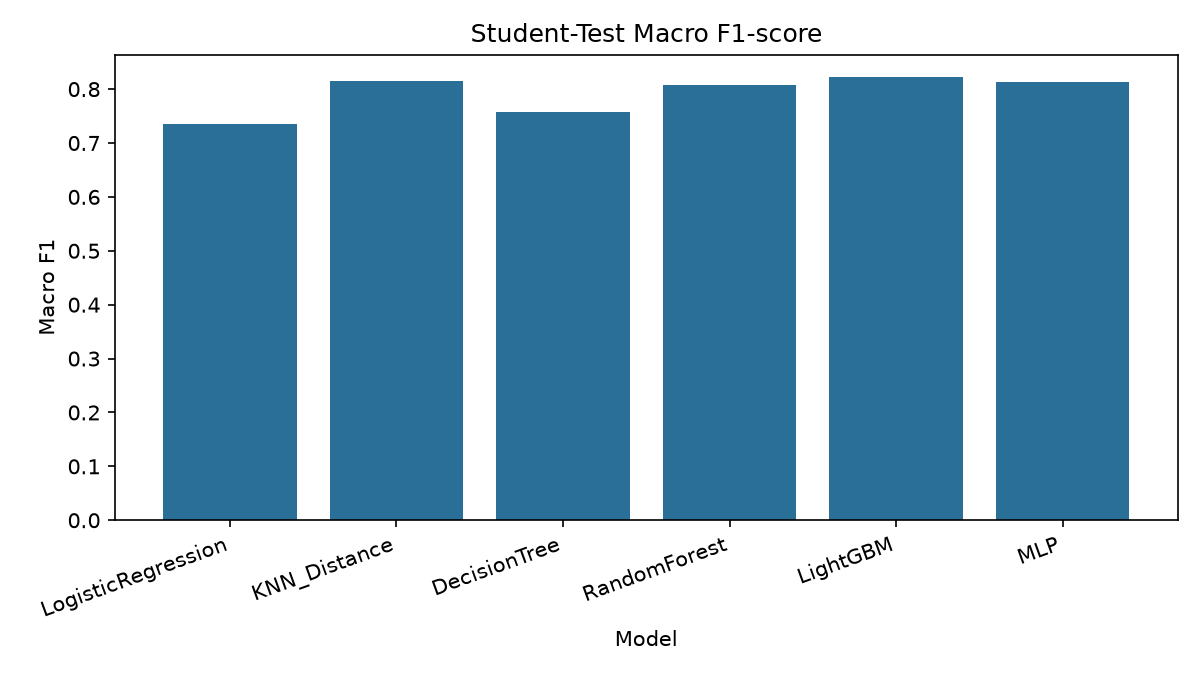 Student-Test Macro F1-score
Macro F1
0.8
0.7
0.6
0.5
0.4
0.3
0.2
0.1
0.0
LogisticRegression
KNN_Distance
DecisionTree
RandomForest
LightGBM
MLP
Model